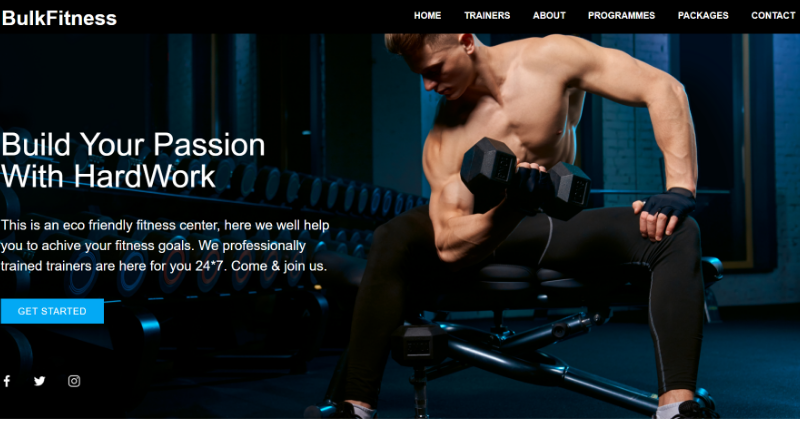 BulkFitness
HOME TRAINERS ABOUT PROGRAMMES PACKAGES CONTACT
Build Your Passion
With HardWork
This is an eco friendly fitness center, here we well help
you to achive your fitness goals. We professionally
trained trainers are here for you 24*7. Come & join us.
GET STARTED